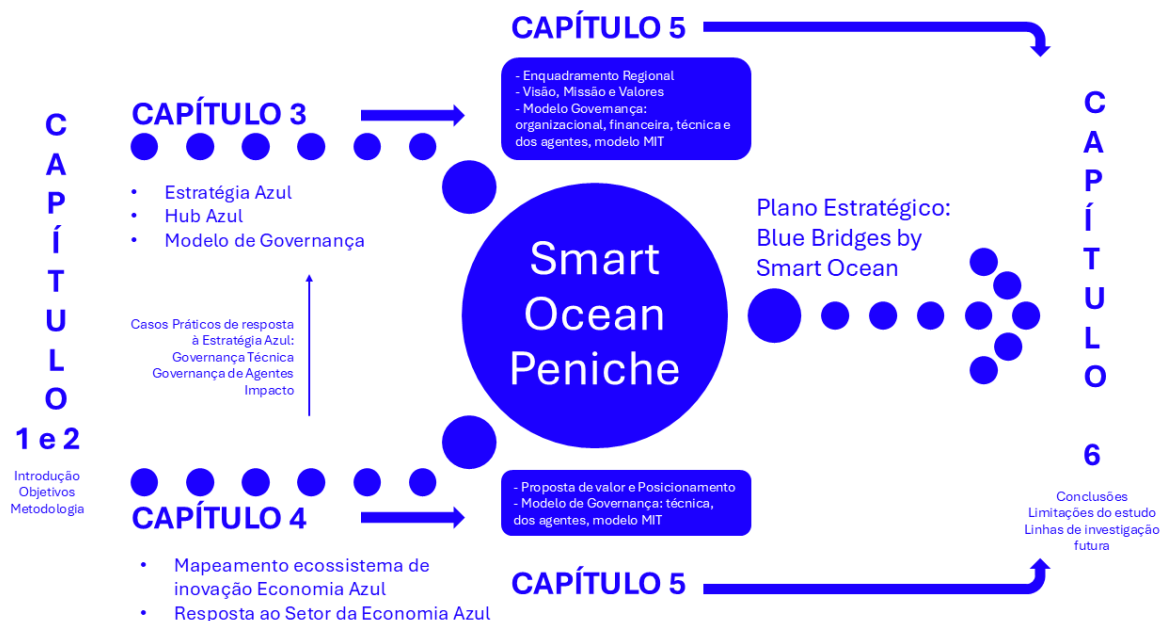 CAPÍTULO
1 e 2
Introdução
Objetivos
Metodologia
CAPÍTULO 3
• Estratégia Azul
• Hub Azul
• Modelo de Governança
Casos Práticos de resposta
à Estratégia Azul:
Governança Técnica
Governança de Agentes
Impacto
CAPÍTULO 4
• Mapeamento ecossistema de
inovação Economia Azul
• Resposta ao Setor da Economia Azul
CAPÍTULO 5
- Enquadramento Regional
- Visão, Missão e Valores
- Modelo Governança:
organizacional, financeira, técnica e
dos agentes, modelo MIT
Smart
Ocean
Peniche
- Proposta de valor e Posicionamento
- Modelo de Governança: técnica,
dos agentes, modelo MIT
CAPÍTULO 5
Plano Estratégico:
Blue Bridges by
Smart Ocean
CAPÍTULO
6
Conclusões
Limitações do estudo
Linhas de investigação
futura